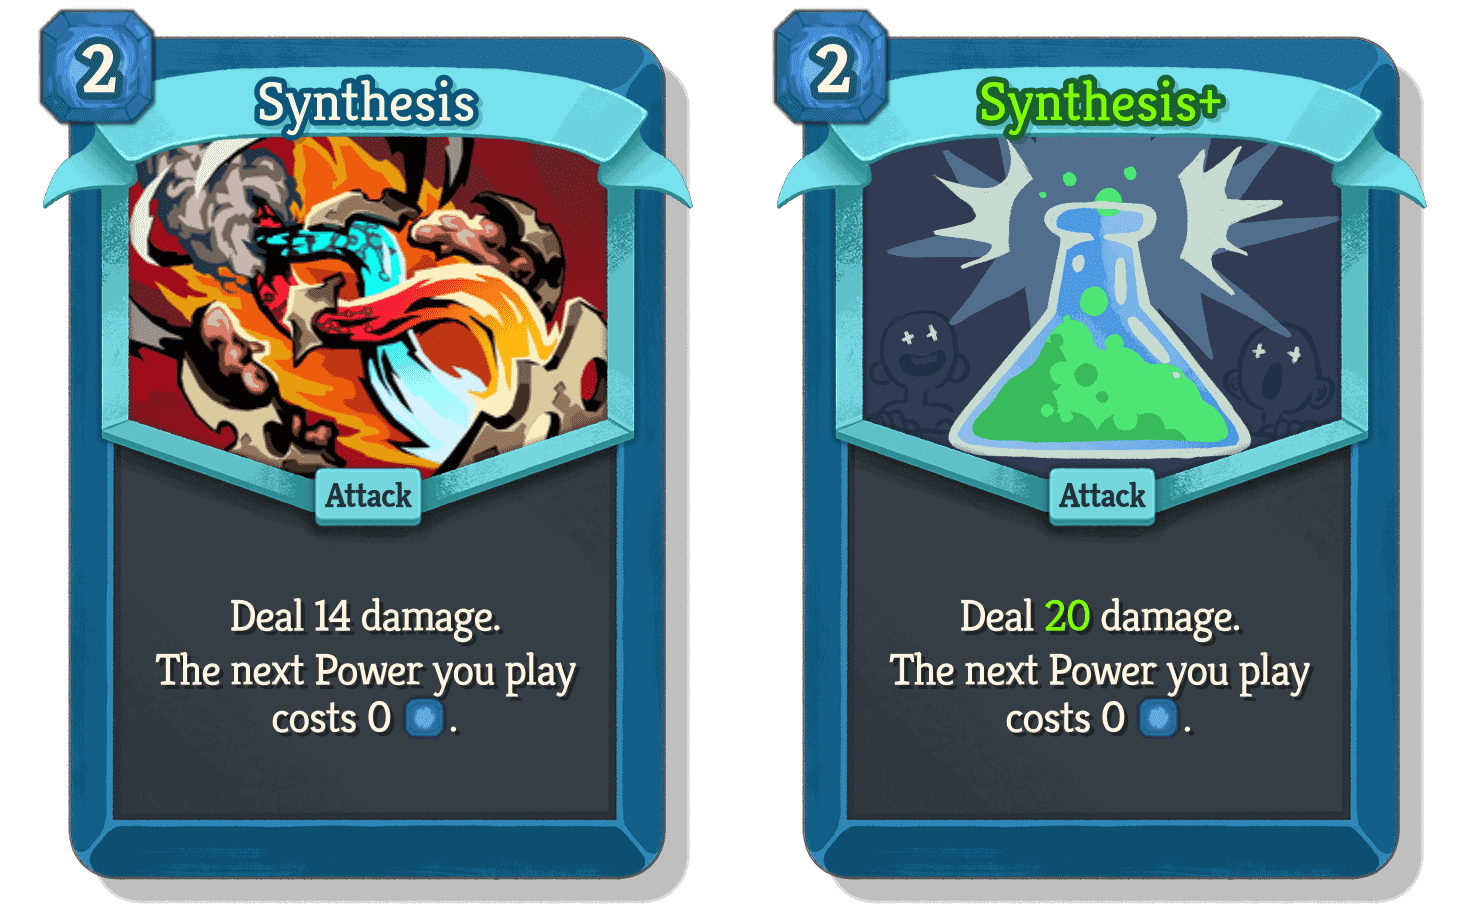 2
Synthesis
Attack
Deal 14 damage.
The next Power you play
costs 0 .
2
Synthesis+
Attack
Deal 20 damage.
The next Power you play
costs 0 .